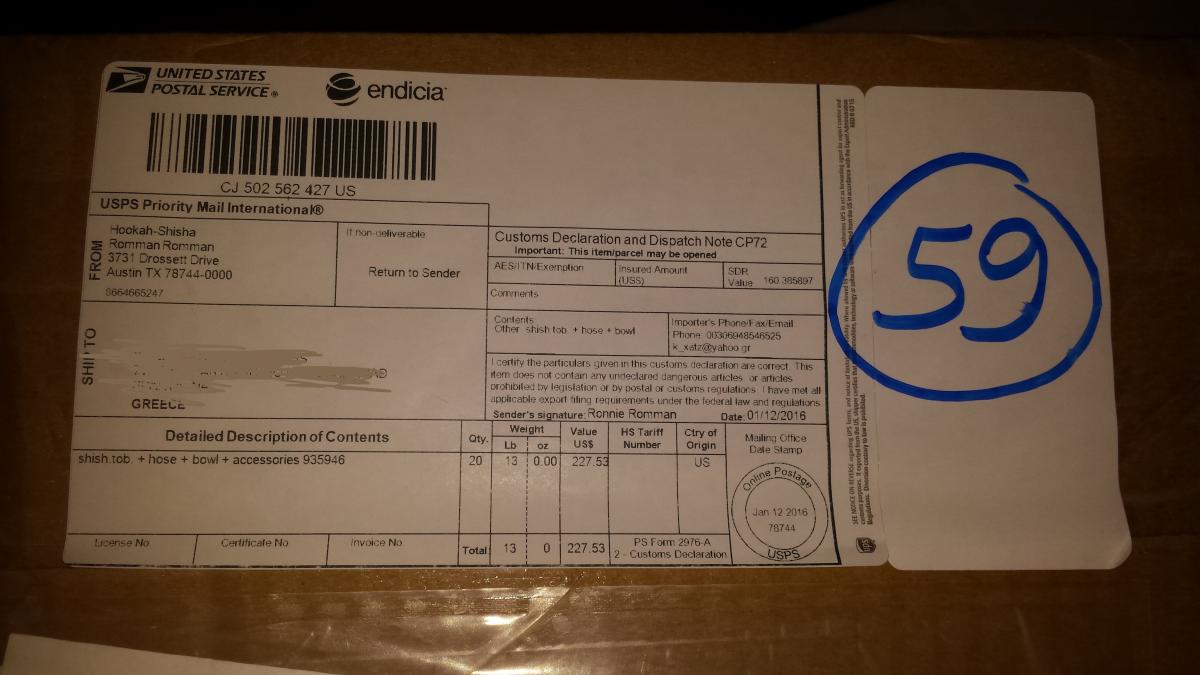 UNITED STATES
POSTAL SERVICE®
endicia
CJ 502 562 427 US
USPS Priority Mail International®
FROM
Hookah-Shisha
Romman Romman
3731 Drossett Drive
Austin TX 78744-0000
8664665247
If non-deliverable
Return to Sender
Customs Declaration and Dispatch Note CP72
Important: This item/parcel may be opened
AES/ITN/Exemption
Insured Amount
(US$)
SDR
Value 160.385897
Comments
Contents:
Other shish.tob. + hose + bowl
Importer's Phone/Fax/Email:
Phone: 00306948546525
k_xatz@yahoo.gr
SHIP TO
GREECE
I certify the particulars given in this customs declaration are correct. This
item does not contain any undeclared dangerous articles, or articles
prohibited by legislation or by postal or customs regulations. I have met all
applicable export filing requirements under the federal law and regulations.
Sender's signature: Ronnie Romman Date: 01/12/2016
Detailed Description of Contents
Qty.
Weight
Lb oz
Value
US$
HS Tariff
Number
Ctry of
Origin
Mailing Office
Date Stamp
shish.tob. + hose + bowl + accessories 935946 20 13 0.00 227.53 US
Online Postage
Jan 12 2016
78744
USPS
License No
Certificate No
Invoice No
Total: 13 0 227.53
PS Form 2976-A
2 - Customs Declaration
59
ups